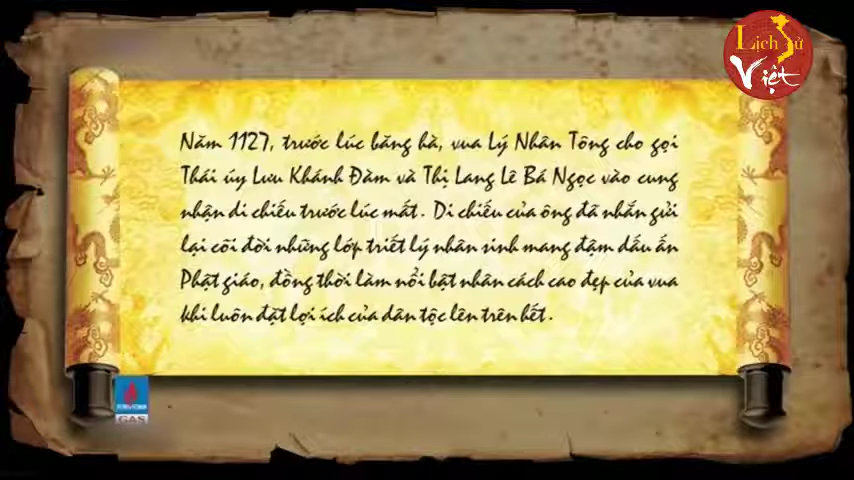 Lịch Sử
Việt
Năm 1127, trước lúc băng hà, vua Lý Nhân Tông cho gọi
Thái úy Lưu Khánh Đàm và Thị Lang Lê Bá Ngọc vào cung
nhận di chiếu trước lúc mất. Di chiếu của ông đã nhắn gửi
lại cõi đời những lớp triết lý nhân sinh mang đậm dấu ấn
Phật giáo, đồng thời làm nổi bật nhân cách cao đẹp của vua
khi luôn đặt lợi ích của dân tộc lên trên hết.
GAS